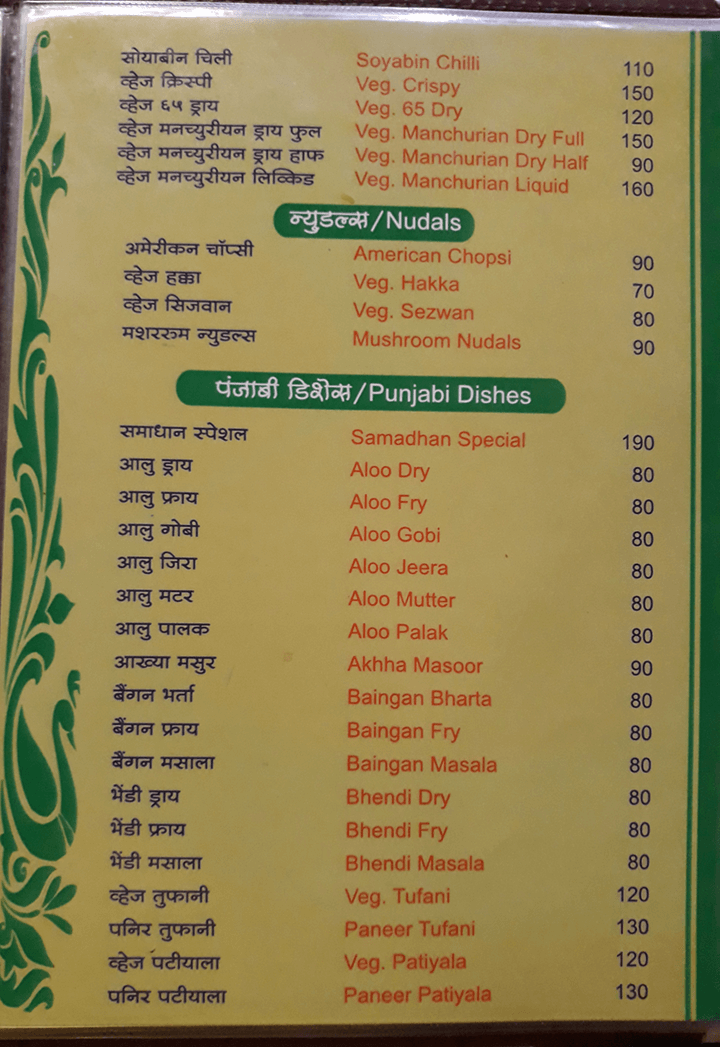 सोयाबीन चिली Soyabin Chilli 110
व्हेज क्रिस्पी Veg. Crispy 150
व्हेज ६५ ड्राय Veg. 65 Dry 120
व्हेज मनच्युरीयन ड्राय फुल Veg. Manchurian Dry Full 150
व्हेज मनच्युरीयन ड्राय हाफ Veg. Manchurian Dry Half 90
व्हेज मनच्युरीयन लिव्किड Veg. Manchurian Liquid 160
न्युडल्स/Nudals
अमेरीकन चॉप्सी American Chopsi 90
व्हेज हक्का Veg. Hakka 70
व्हेज सिजवान Veg. Sezwan 80
मशररुम न्युडल्स Mushroom Nudals 90
पंजाबी डिशेस/Punjabi Dishes
समाधान स्पेशल Samadhan Special 190
आलु ड्राय Aloo Dry 80
आलु फ्राय Aloo Fry 80
आलु गोबी Aloo Gobi 80
आलु जिरा Aloo Jeera 80
आलु मटर Aloo Mutter 80
आलु पालक Aloo Palak 80
आख्या मसुर Akhha Masoor 90
बैंगन भर्ता Baingan Bharta 80
बैंगन फ्राय Baingan Fry 80
बैंगन मसाला Baingan Masala 80
भेंडी ड्राय Bhendi Dry 80
भेंडी फ्राय Bhendi Fry 80
भेंडी मसाला Bhendi Masala 80
व्हेज तुफानी Veg. Tufani 120
पनिर तुफानी Paneer Tufani 130
व्हेज पटीयाला Veg. Patiyala 120
पनिर पटीयाला Paneer Patiyala 130